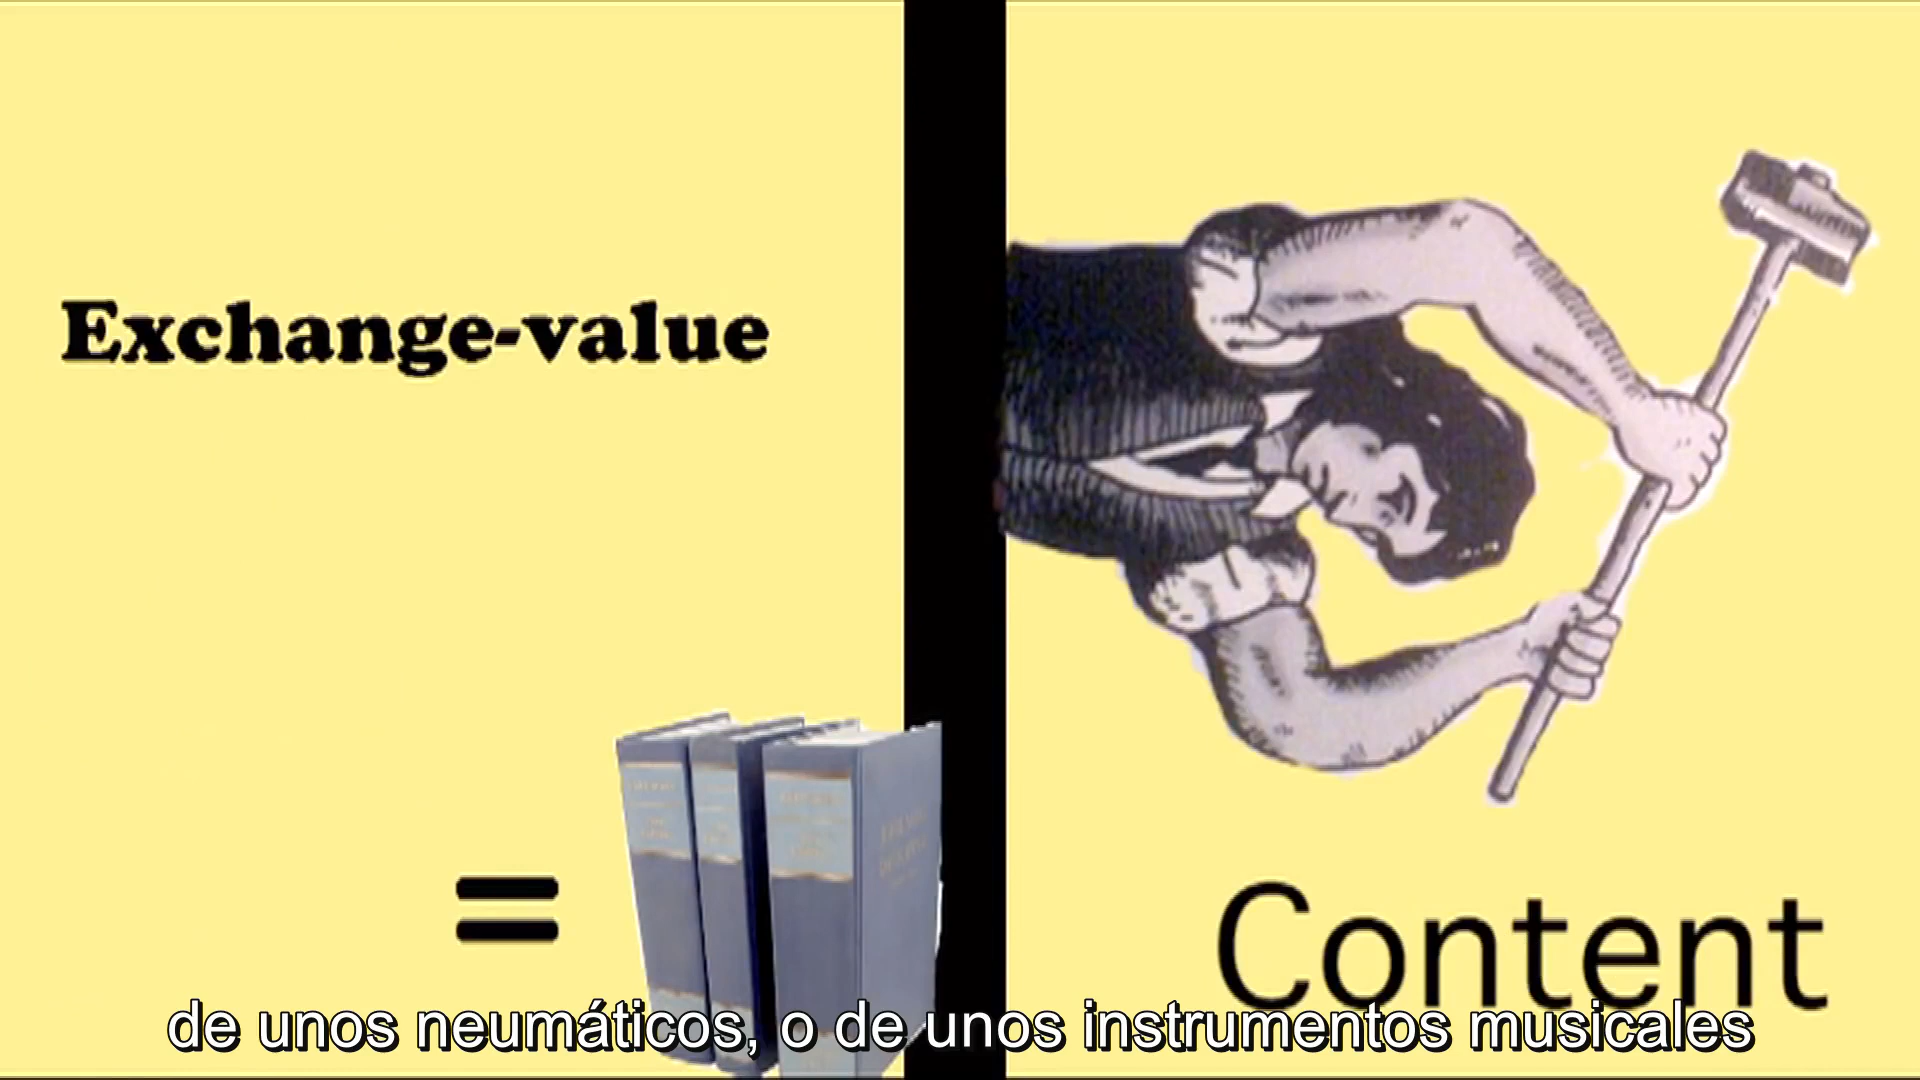 Exchange-value
=
Content
de unos neumáticos, o de unos instrumentos musicales